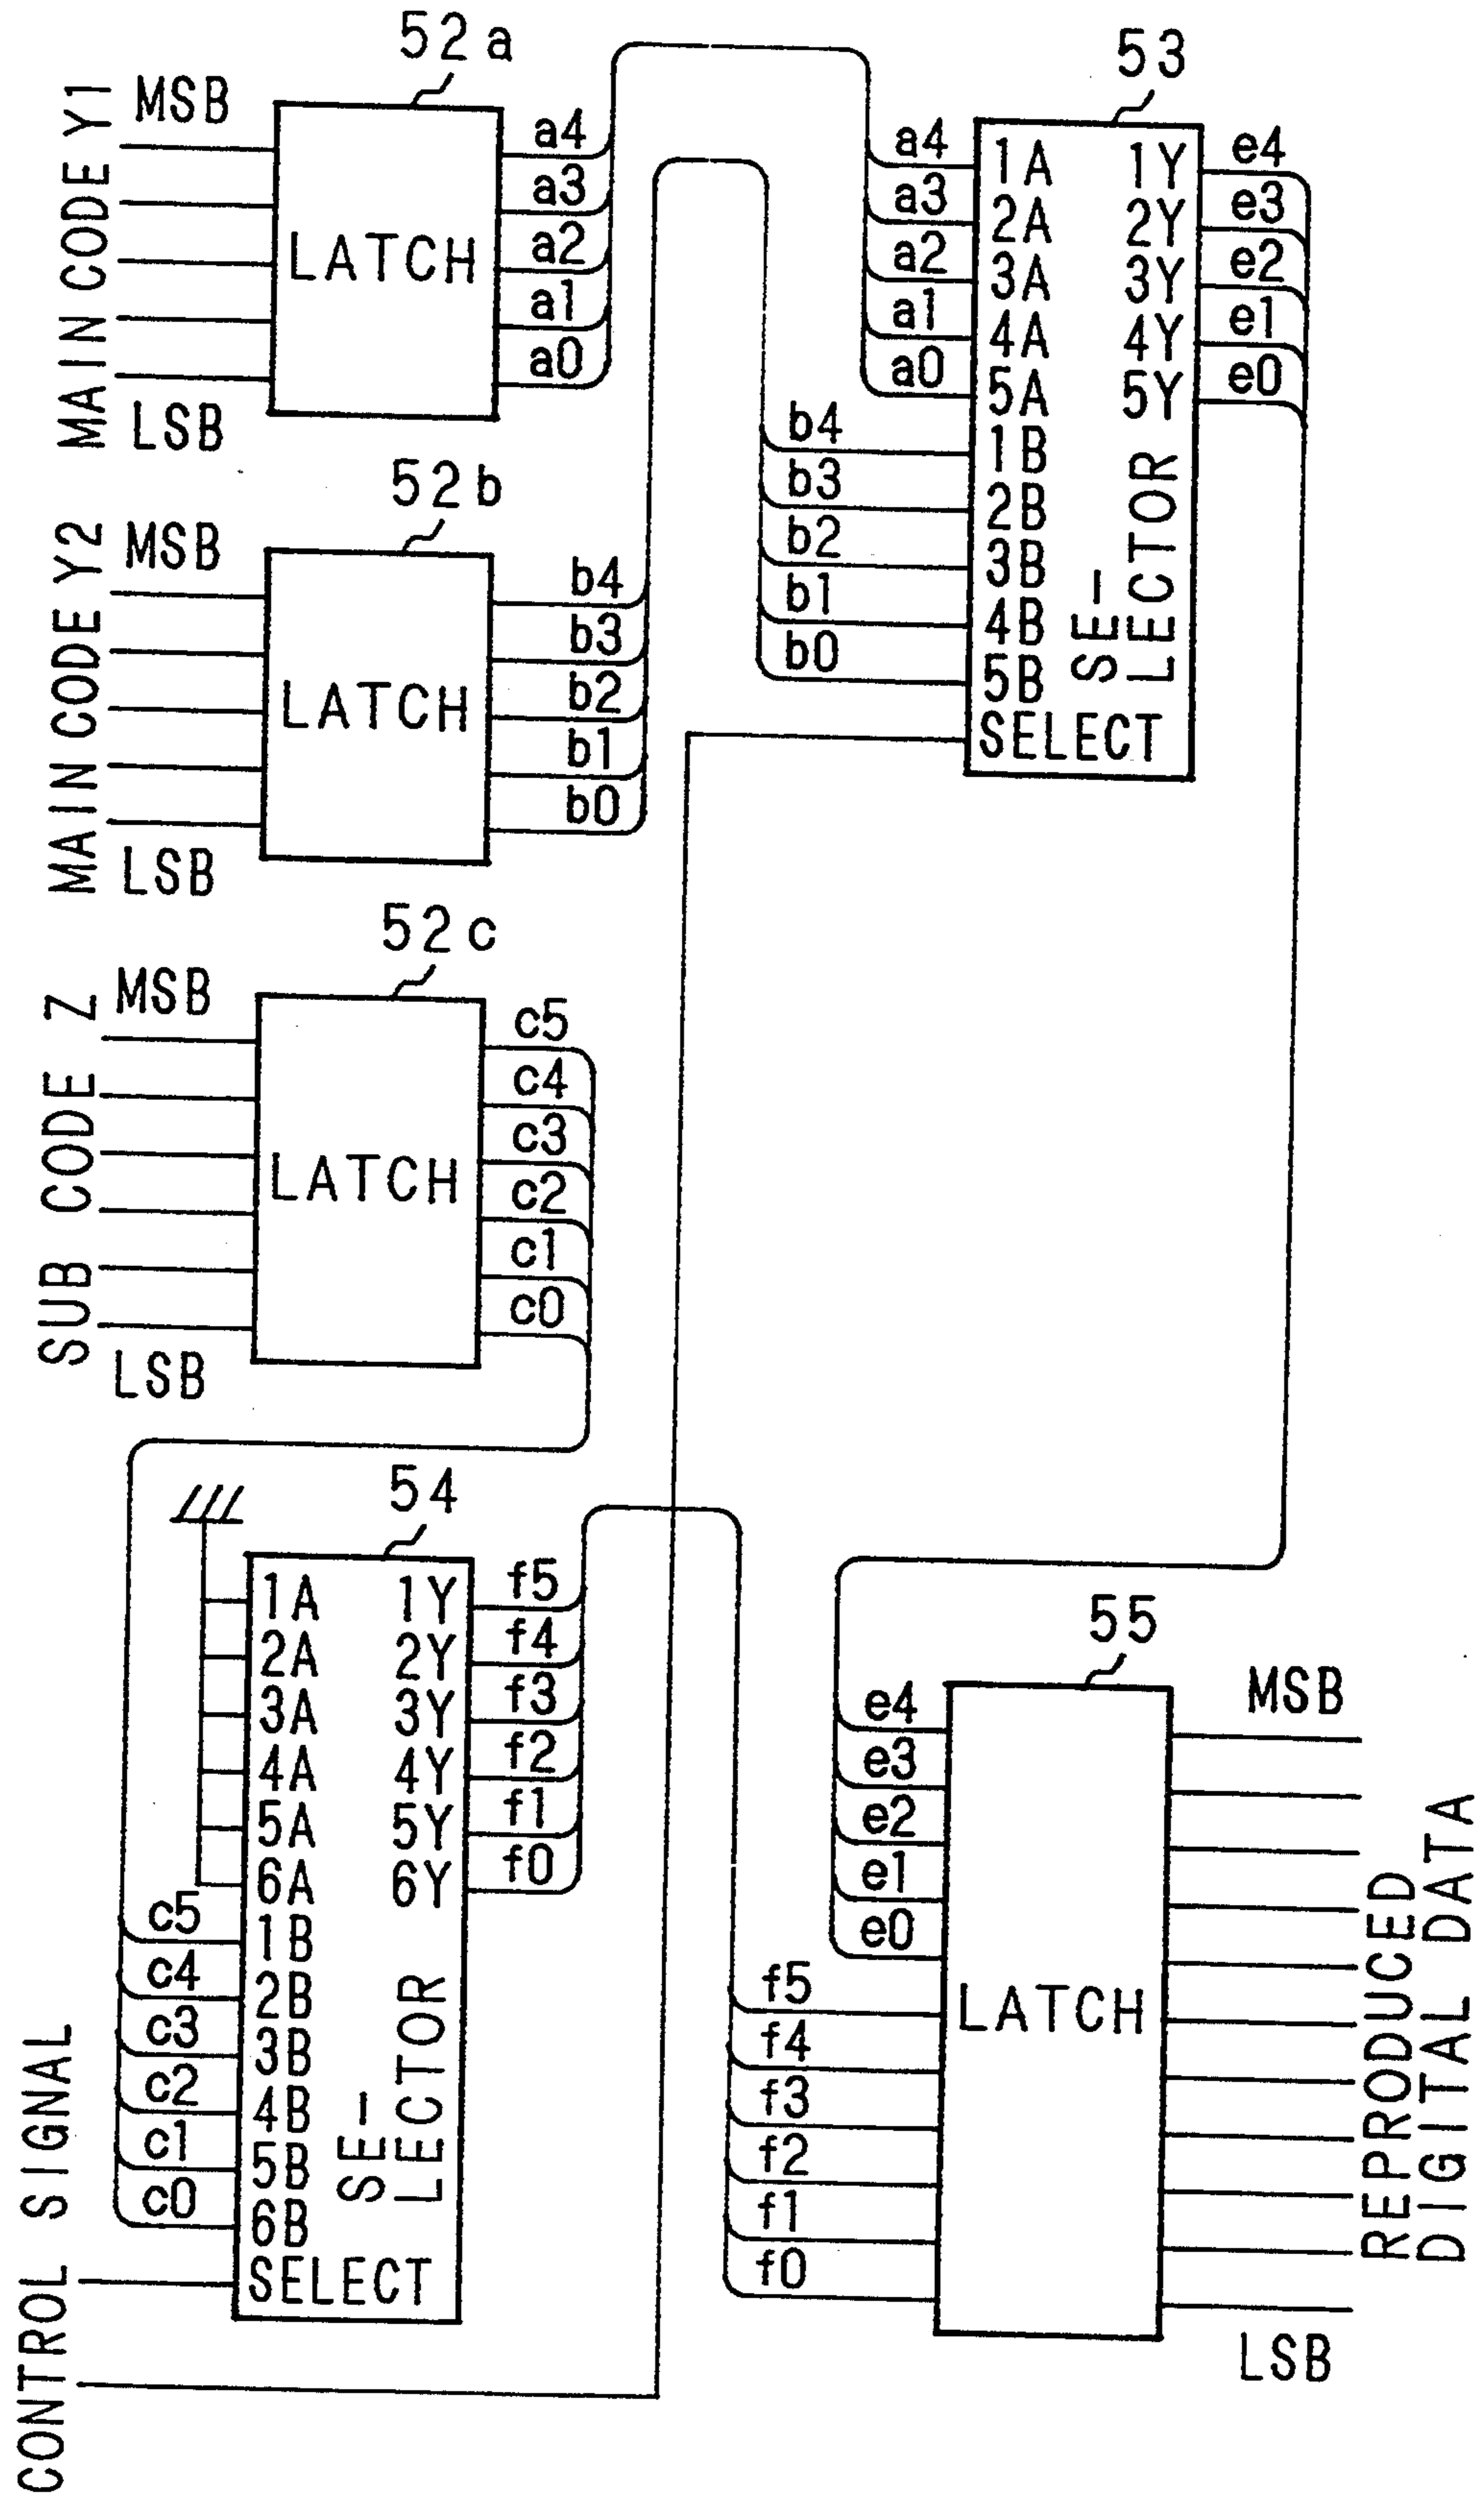 52a
MAIN CODE Y1
MSB
LSB
LATCH
a4
a3
a2
a1
a0
52b
MAIN CODE Y2
MSB
LSB
LATCH
b4
b3
b2
b1
b0
52c
SUB CODE Z
MSB
LSB
LATCH
c5
c4
c3
c2
c1
c0
53
a4
a3
a2
a1
a0
b4
b3
b2
b1
b0
1A 1Y
2A 2Y
3A 3Y
4A 4Y
5A 5Y
1B
2B
3B
4B
5B
SE-
LECTOR
SELECT
e4
e3
e2
e1
e0
54
1A 1Y
2A 2Y
3A 3Y
4A 4Y
5A 5Y
6A 6Y
1B
2B
3B
4B
5B
6B
SE-
LECTOR
SELECT
c5
c4
c3
c2
c1
c0
f5
f4
f3
f2
f1
f0
CONTROL SIGNAL
55
e4
e3
e2
e1
e0
f5
f4
f3
f2
f1
f0
LATCH
MSB
LSB
REPRODUCED
DIGITAL DATA